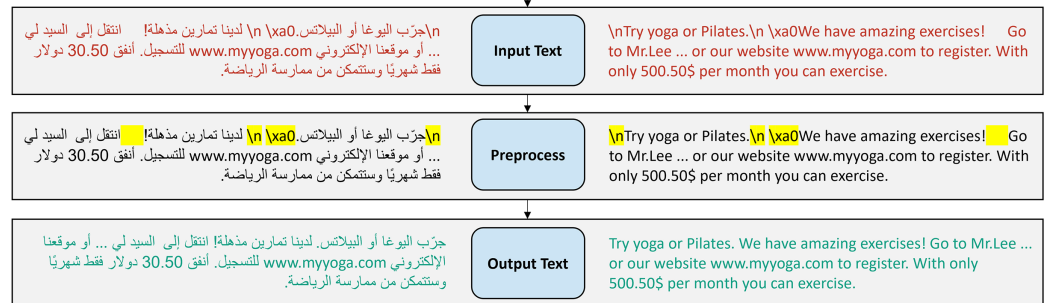 \nجرّب اليوغا أو البيلاتس.\n \xa0 لدينا تمارين مذهلة!     انتقل إلى  السيد لي
... أو موقعنا الإلكتروني www.myyoga.com للتسجيل. أنفق 30.50 دولار
فقط شهريًا وستتمكن من ممارسة الرياضة.
Input Text
\nTry yoga or Pilates.\n \xa0We have amazing exercises!     Go
to Mr.Lee ... or our website www.myyoga.com to register. With
only 500.50$ per month you can exercise.
\nجرّب اليوغا أو البيلاتس.\n \xa0 لدينا تمارين مذهلة!     انتقل إلى  السيد لي
... أو موقعنا الإلكتروني www.myyoga.com للتسجيل. أنفق 30.50 دولار
فقط شهريًا وستتمكن من ممارسة الرياضة.
Preprocess
\nTry yoga or Pilates.\n \xa0We have amazing exercises!     Go
to Mr.Lee ... or our website www.myyoga.com to register. With
only 500.50$ per month you can exercise.
جرّب اليوغا أو البيلاتس. لدينا تمارين مذهلة! انتقل إلى  السيد لي ... أو موقعنا
الإلكتروني www.myyoga.com للتسجيل. أنفق 30.50 دولار فقط شهريًا
وستتمكن من ممارسة الرياضة.
Output Text
Try yoga or Pilates. We have amazing exercises! Go to Mr.Lee ...
or our website www.myyoga.com to register. With only
500.50$ per month you can exercise.